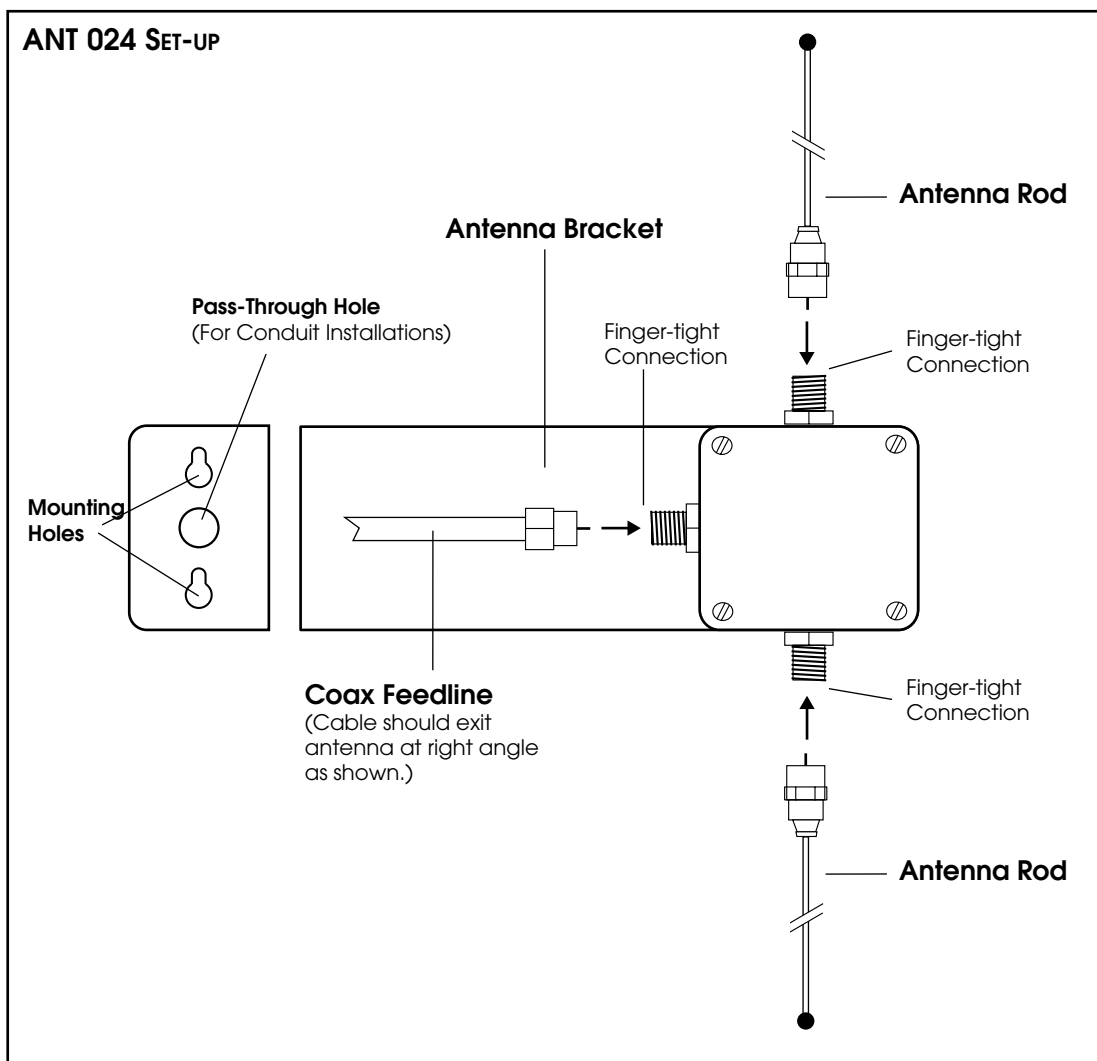 ANT 024 SET-UP
Antenna Rod
Antenna Bracket
Pass-Through Hole
(For Conduit Installations)
Finger-tight
Connection
Finger-tight
Connection
Mounting
Holes
Coax Feedline
(Cable should exit
antenna at right angle
as shown.)
Finger-tight
Connection
Antenna Rod